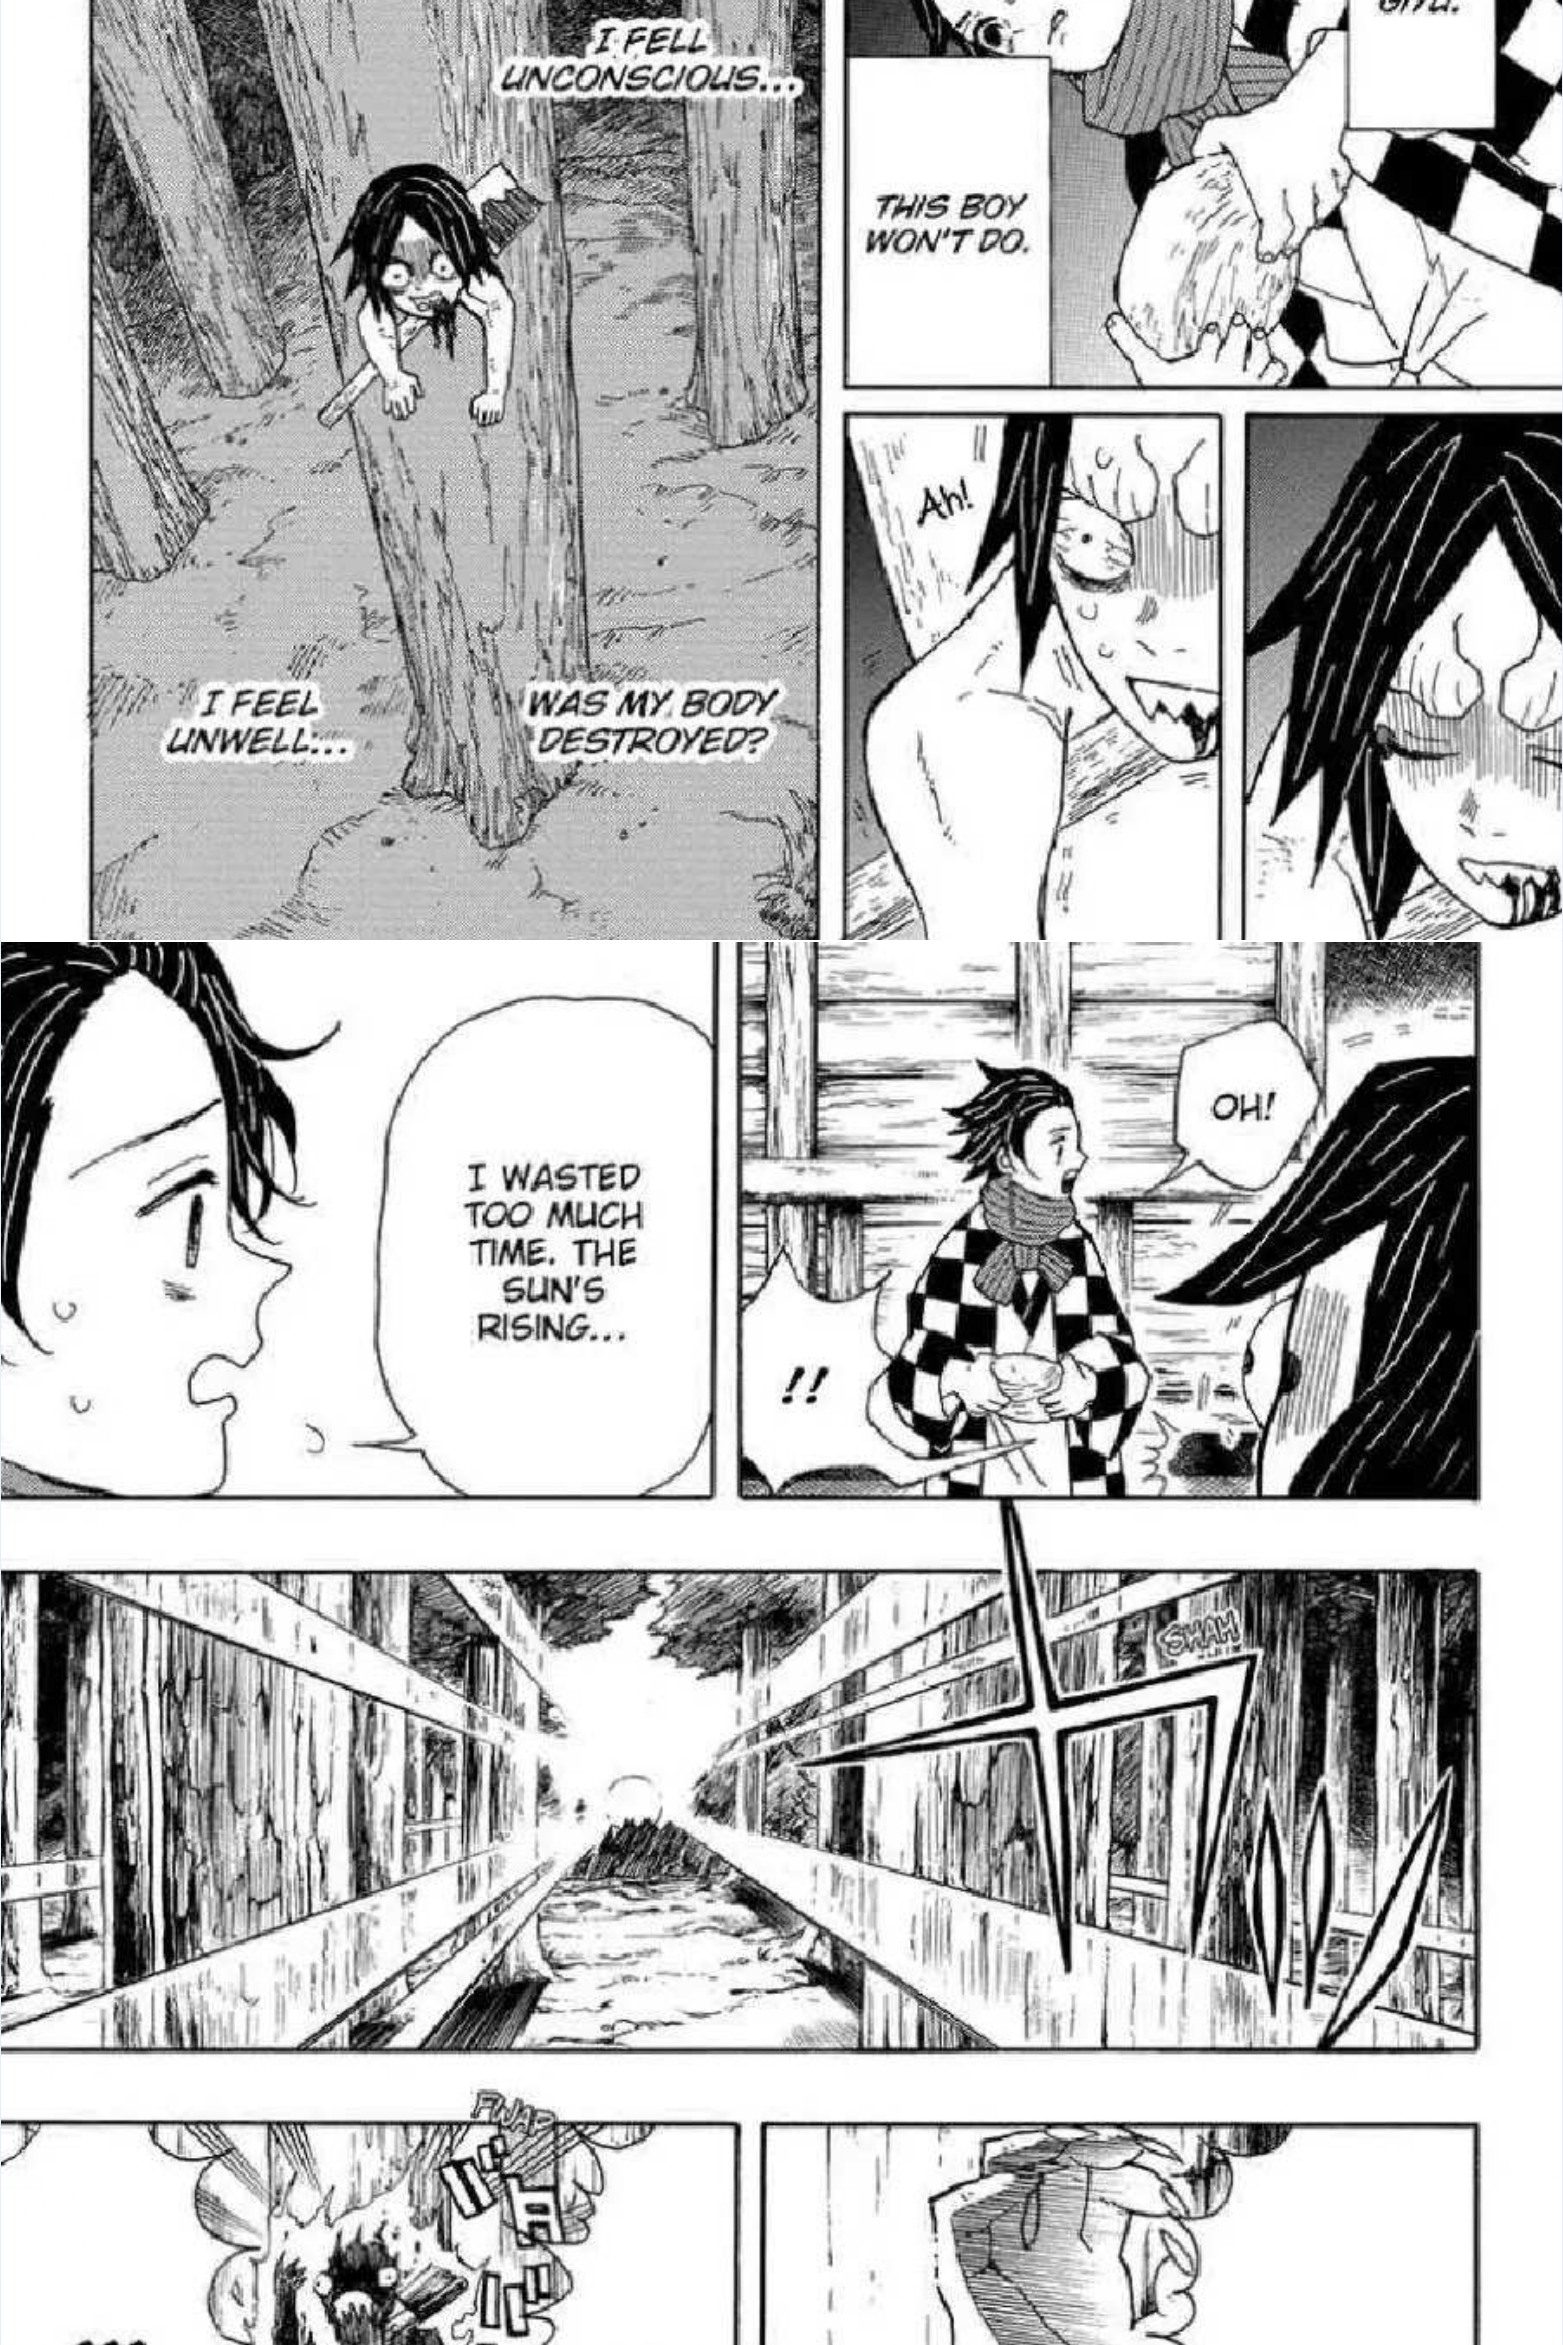 THIS BOY
WON'T DO.
Ah!
I FELL
UNCONSCIOUS...
WAS MY BODY
DESTROYED?
I FEEL
UNWELL...
OH!
!!
I WASTED
TOO MUCH
TIME. THE
SUN'S
RISING...
SHAH
FWAP